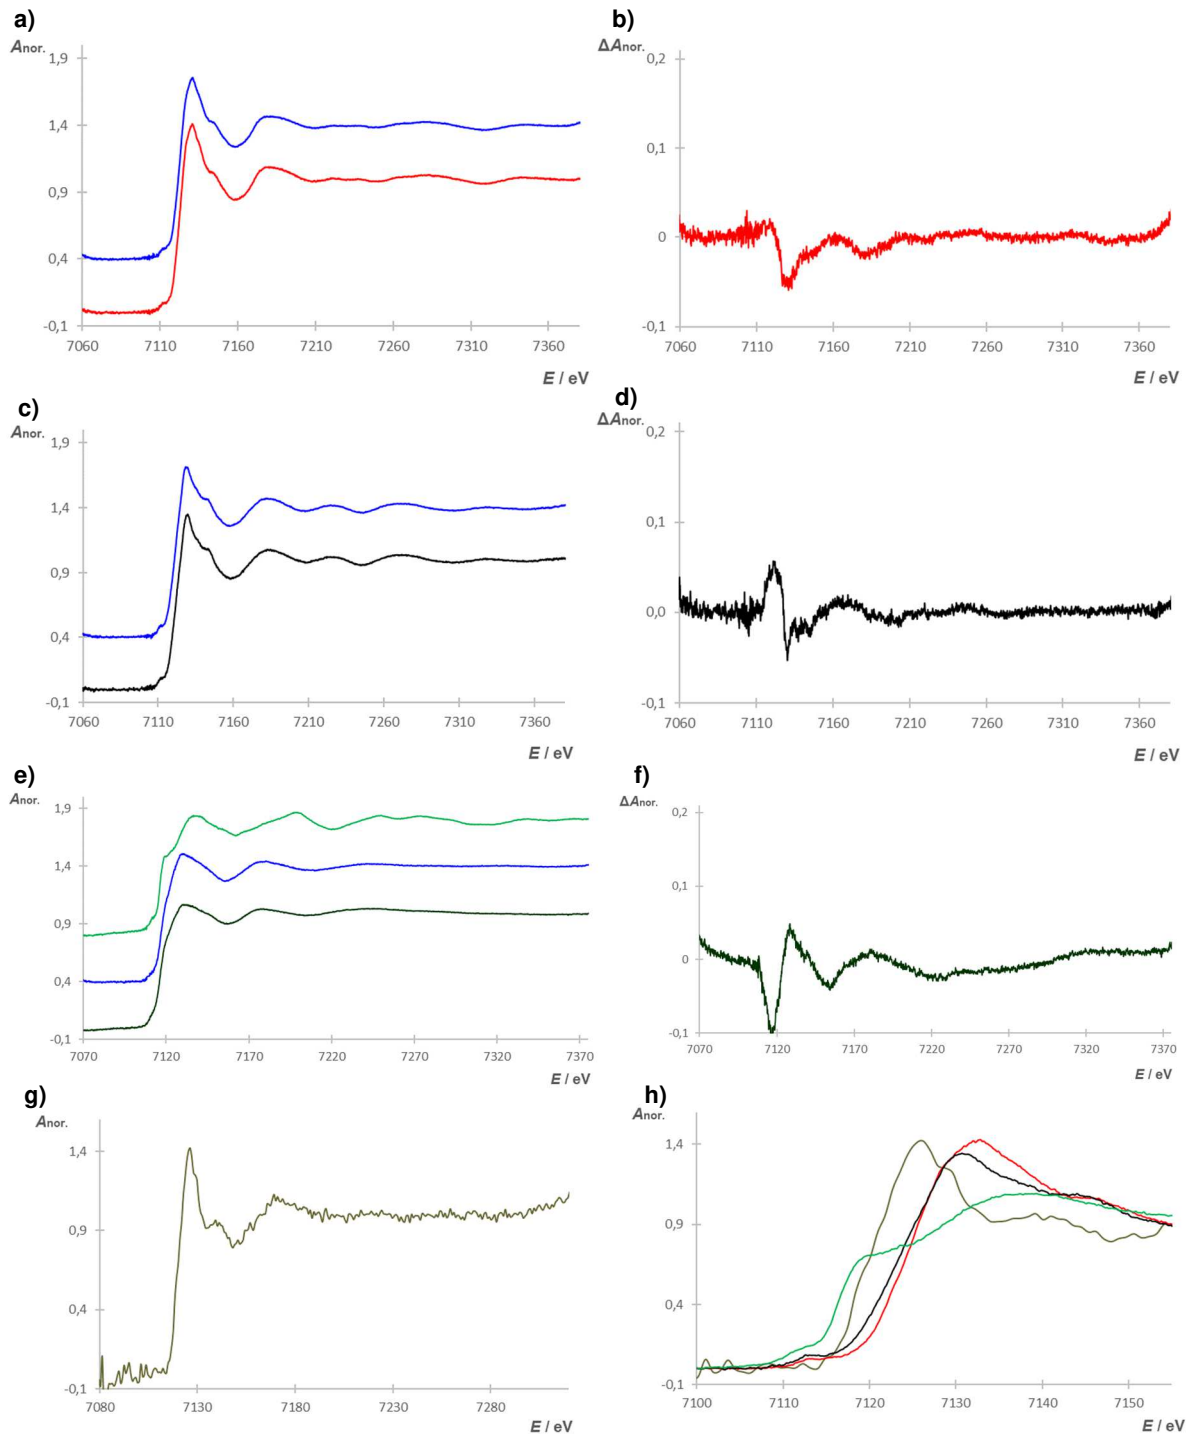 a)
Anor.
1,9
1,4
0,9
0,4
-0,1
7060 7110 7160 7210 7260 7310 7360
E / eV
b)
ΔAnor.
0,2
0,1
0
-0,1
7060 7110 7160 7210 7260 7310 7360
E / eV
c)
Anor.
1,9
1,4
0,9
0,4
-0,1
7060 7110 7160 7210 7260 7310 7360
E / eV
d)
ΔAnor.
0,2
0,1
0,0
-0,1
7060 7110 7160 7210 7260 7310 7360
E / eV
e)
Anor.
1,9
1,4
0,9
0,4
-0,1
7070 7120 7170 7220 7270 7320 7370
E / eV
f)
ΔAnor.
0,2
0,1
0
-0,1
7070 7120 7170 7220 7270 7320 7370
E / eV
g)
Anor.
1,4
0,9
0,4
-0,1
7080 7130 7180 7230 7280
E / eV
h)
Anor.
1,4
0,9
0,4
-0,1
7100 7110 7120 7130 7140 7150
E / eV